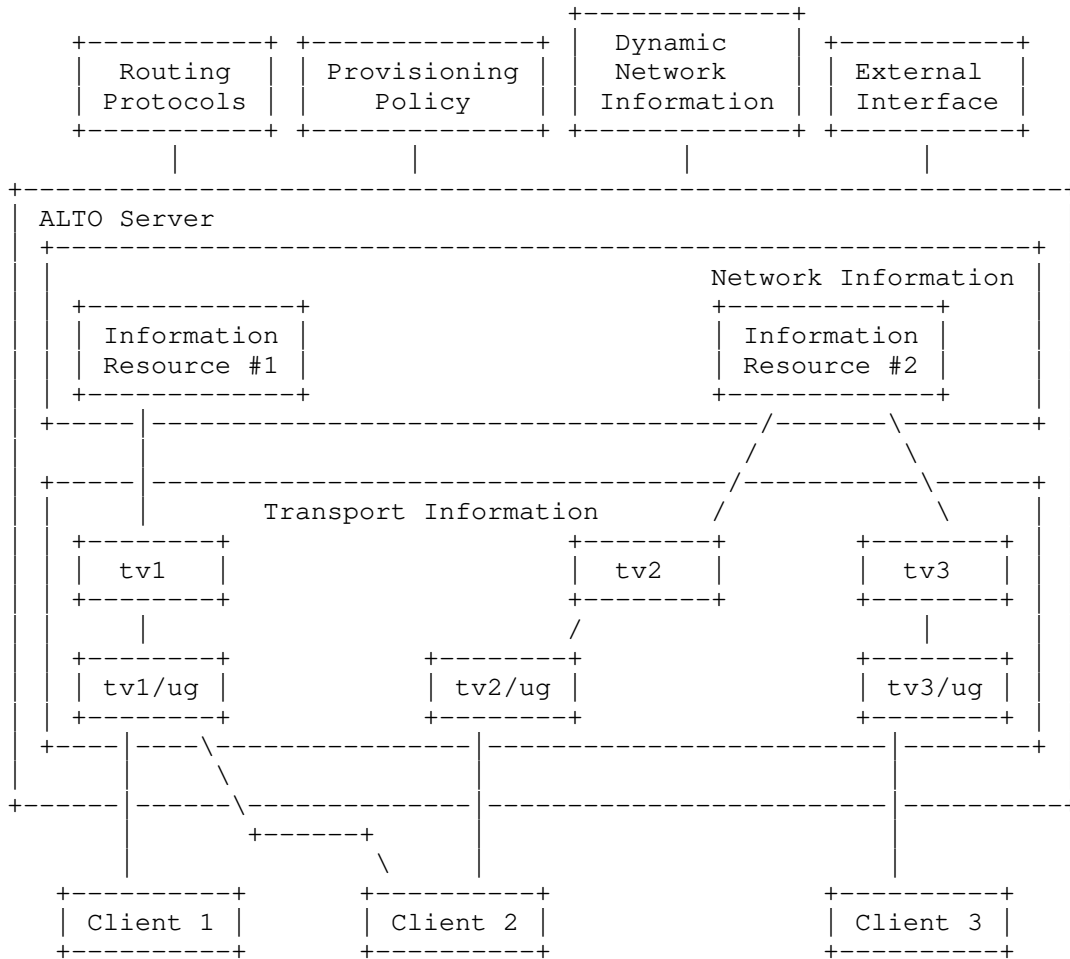 Dynamic
Routing Provisioning Network External
Protocols Policy Information Interface
ALTO Server
Network Information
Information Information
Resource #1 Resource #2
Transport Information
tv1 tv2 tv3
tv1/ug tv2/ug tv3/ug
Client 1 Client 2 Client 3